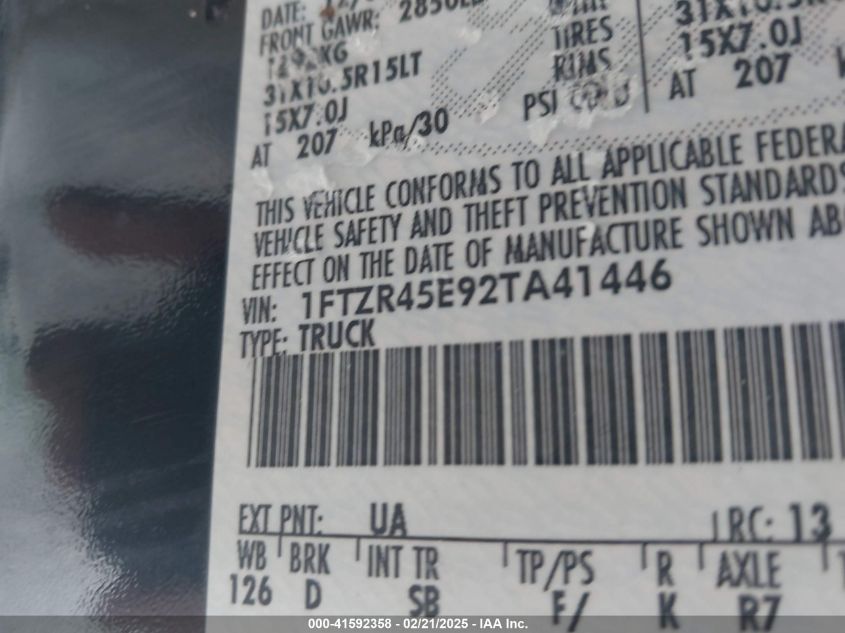 DATE:
FRONT GAWR: 2850LB
TIRES
31X10.5R15LT
RIMS
15X7.0J
15X7.0J
PSI COLD
AT 207 kPa/30
AT 207
THIS VEHICLE CONFORMS TO ALL APPLICABLE FEDERA
VEHICLE SAFETY AND THEFT PREVENTION STANDARDS
EFFECT ON THE DATE OF MANUFACTURE SHOWN AB
VIN: 1FTZR45E92TA41446
TYPE: TRUCK
EXT PNT: UA
RC: 13
WB BRK INT TR TP/PS R AXLE
126 D SB F/ K R7
000-41592358 - 02/21/2025 - IAA Inc.